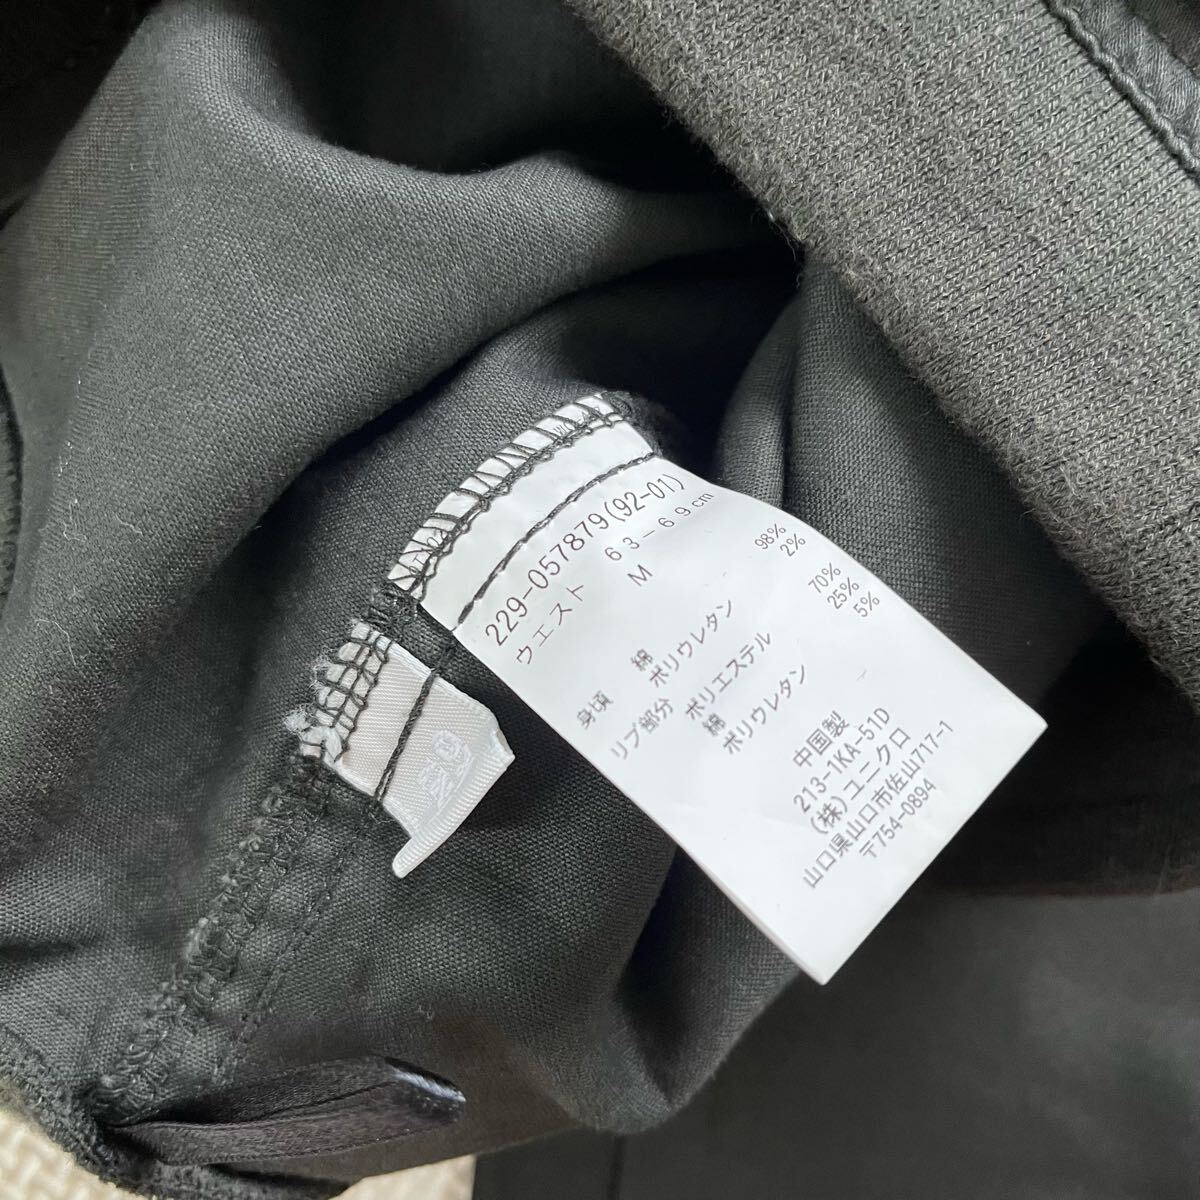 229-057879(92-01)
ウエスト 63-69cm
M
身頃 綿 98%
ポリウレタン 2%
リブ部分 ポリエステル 70%
綿 25%
ポリウレタン 5%
中国製
213-1KA-51D
(株)ユニクロ
山口県山口市佐山717-1
〒754-0894